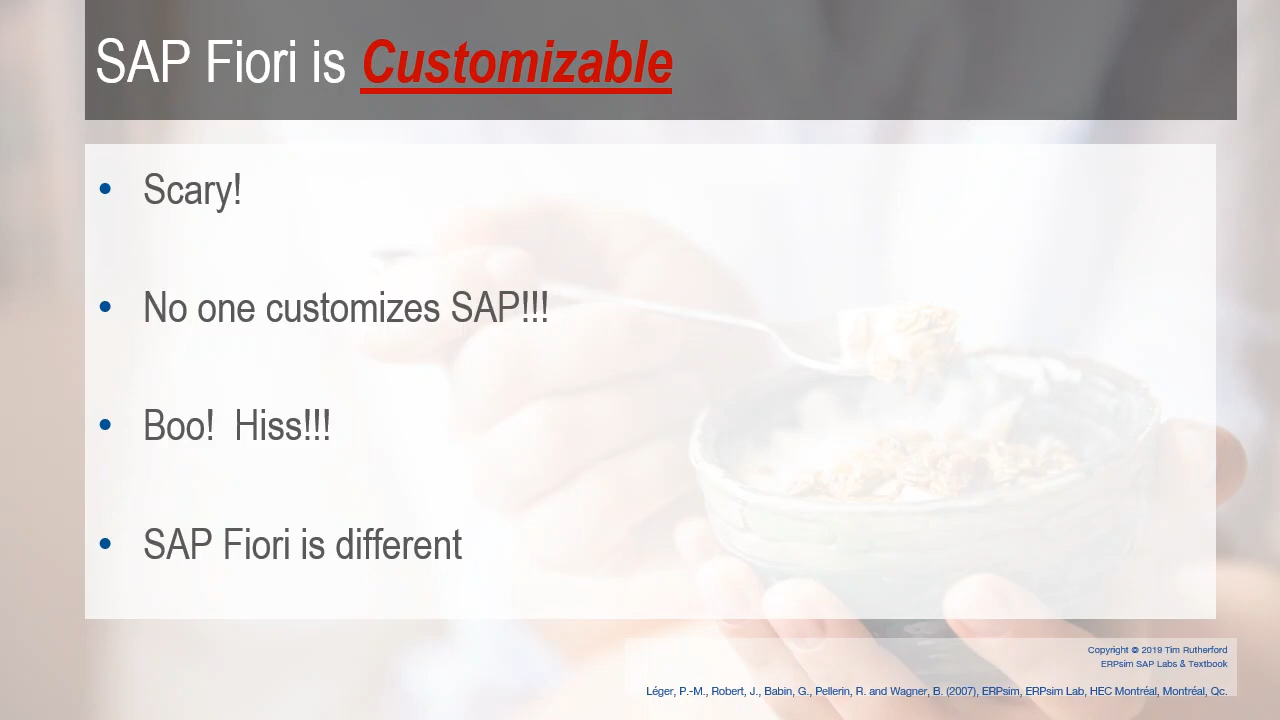 SAP Fiori is Customizable
• Scary!
• No one customizes SAP!!!
• Boo!  Hiss!!!
• SAP Fiori is different
Copyright © 2019 Tim Rutherford
ERPsim SAP Labs & Textbook
Léger, P.-M., Robert, J., Babin, G., Pellerin, R. and Wagner, B. (2007), ERPsim, ERPsim Lab, HEC Montréal, Montréal, Qc.